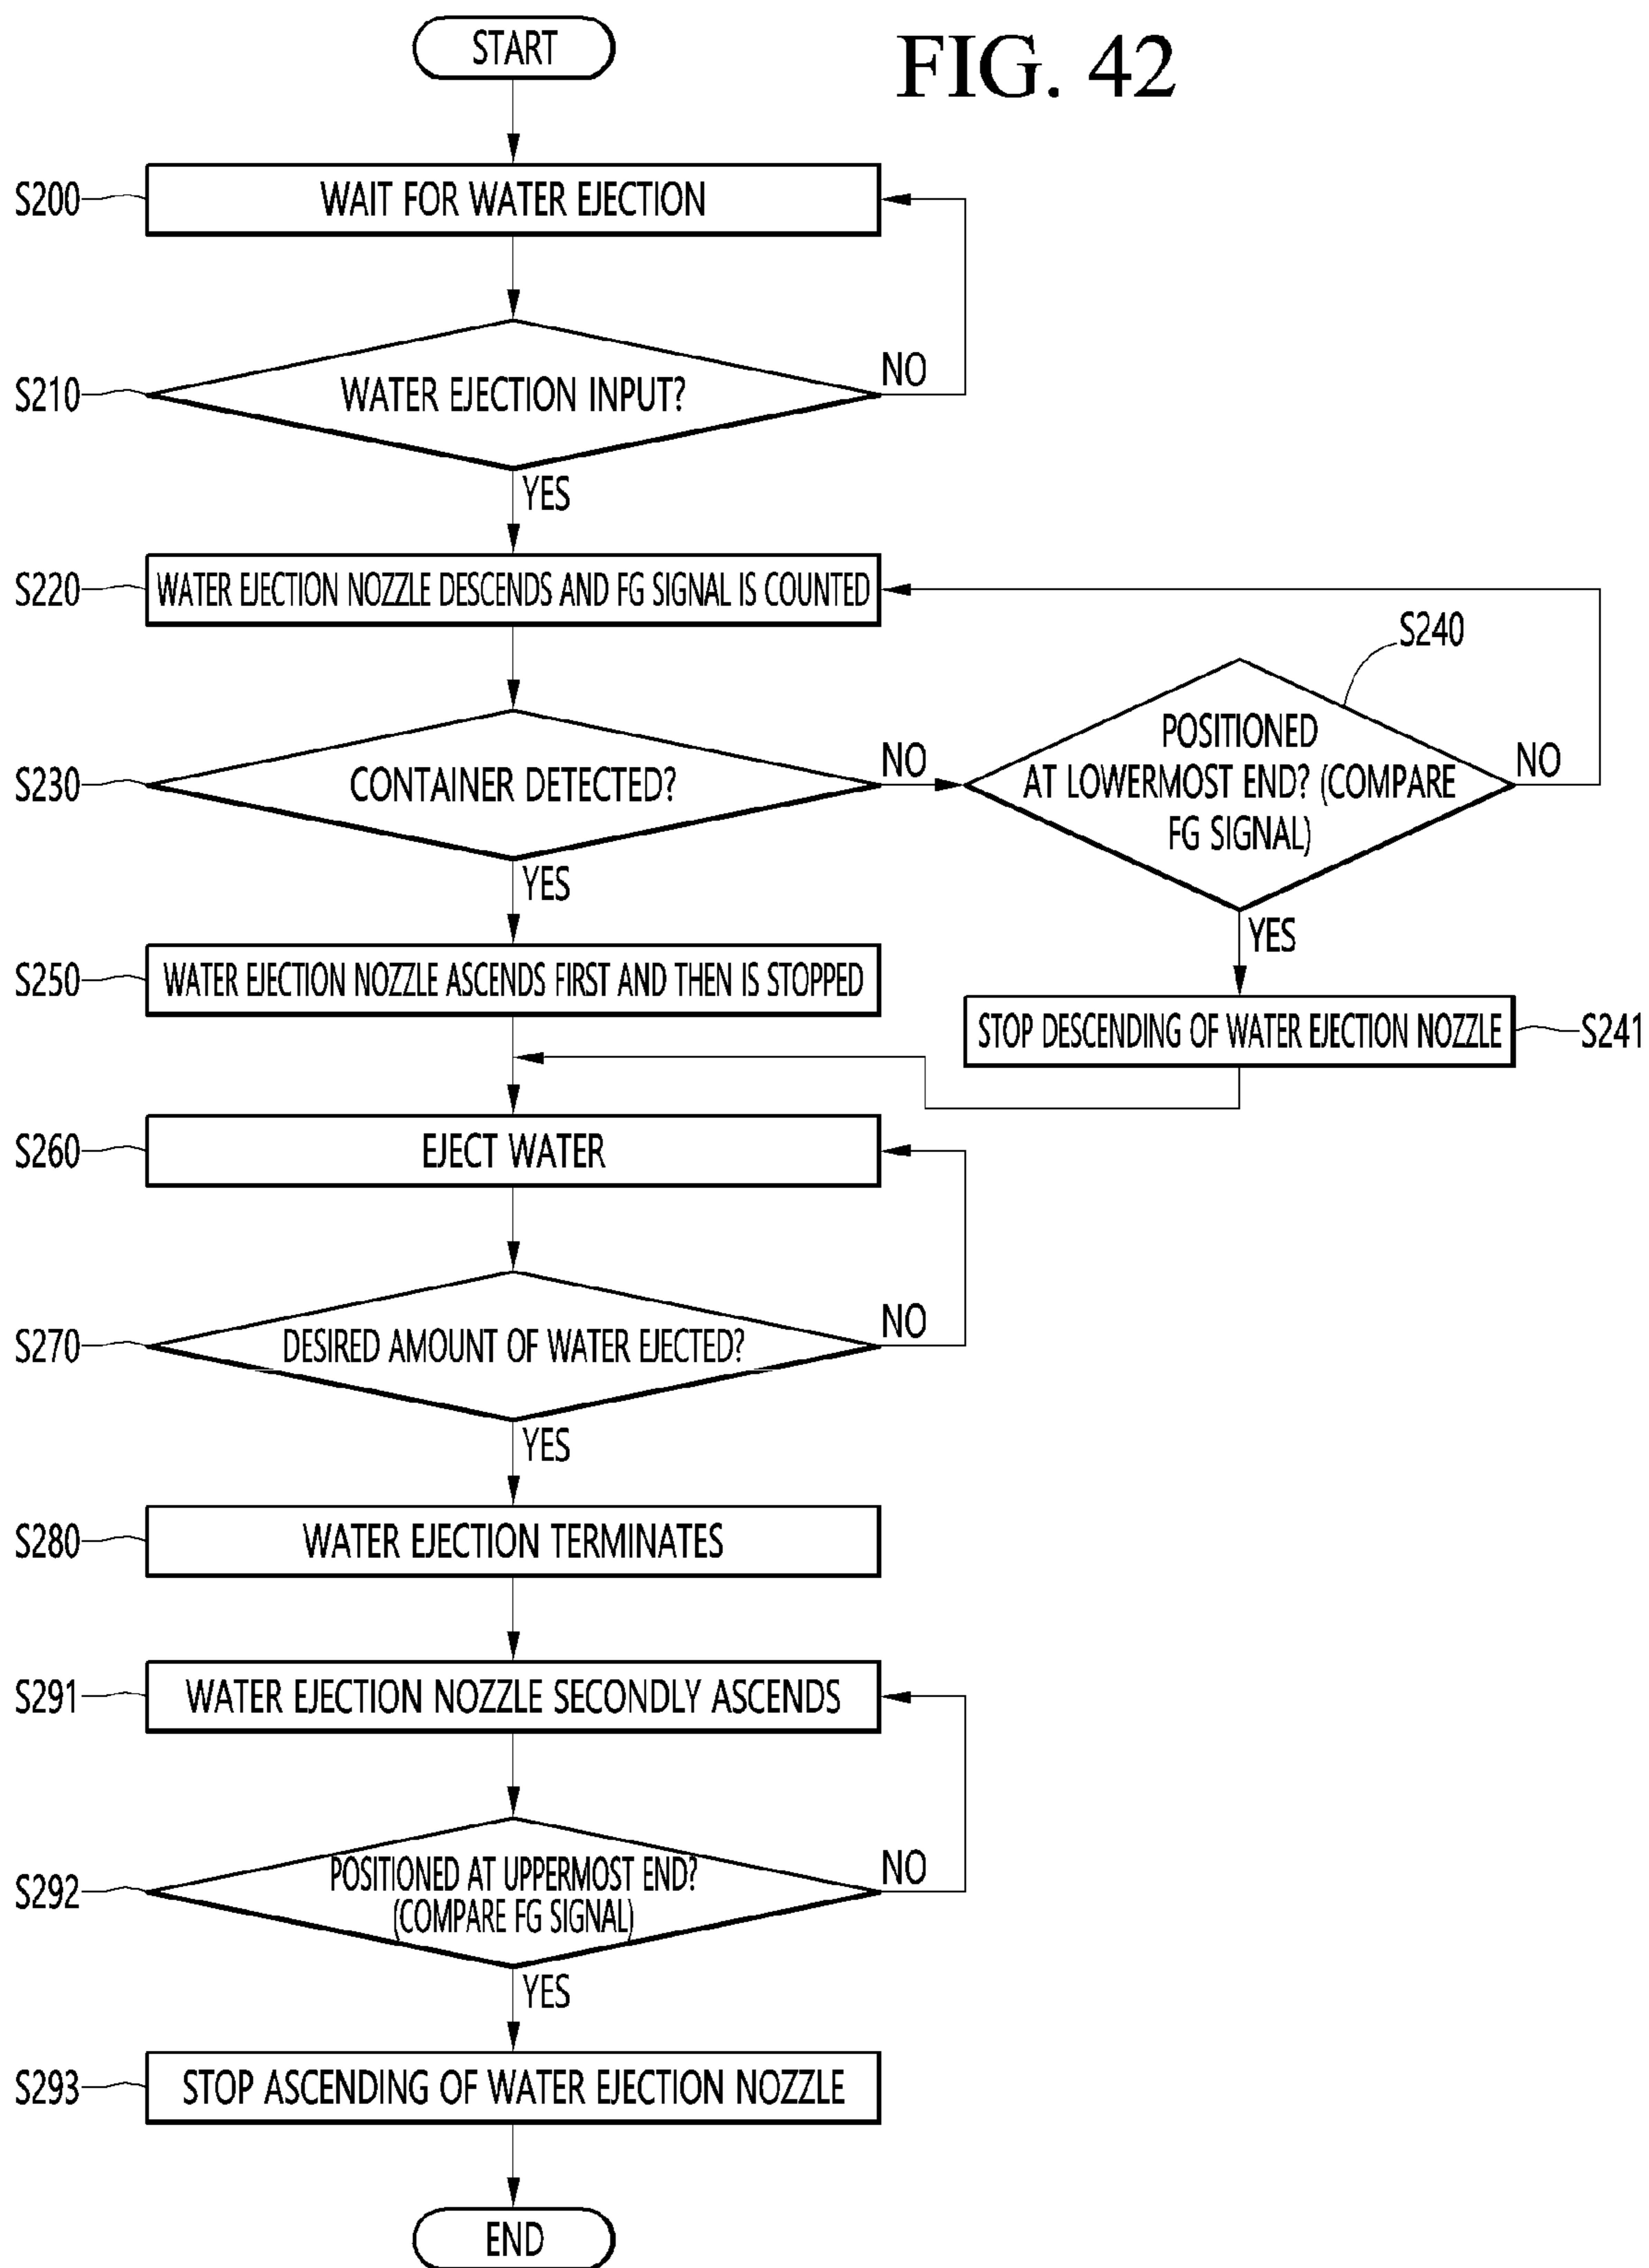 START
FIG. 42
S200
WAIT FOR WATER EJECTION
S210
WATER EJECTION INPUT?
NO
YES
S220
WATER EJECTION NOZZLE DESCENDS AND FG SIGNAL IS COUNTED
S240
S230
CONTAINER DETECTED?
NO
POSITIONED
AT LOWERMOST END? (COMPARE
FG SIGNAL)
NO
YES
YES
S250
WATER EJECTION NOZZLE ASCENDS FIRST AND THEN IS STOPPED
STOP DESCENDING OF WATER EJECTION NOZZLE
S241
S260
EJECT WATER
S270
DESIRED AMOUNT OF WATER EJECTED?
NO
YES
S280
WATER EJECTION TERMINATES
S291
WATER EJECTION NOZZLE SECONDLY ASCENDS
S292
POSITIONED AT UPPERMOST END?
(COMPARE FG SIGNAL)
NO
YES
S293
STOP ASCENDING OF WATER EJECTION NOZZLE
END